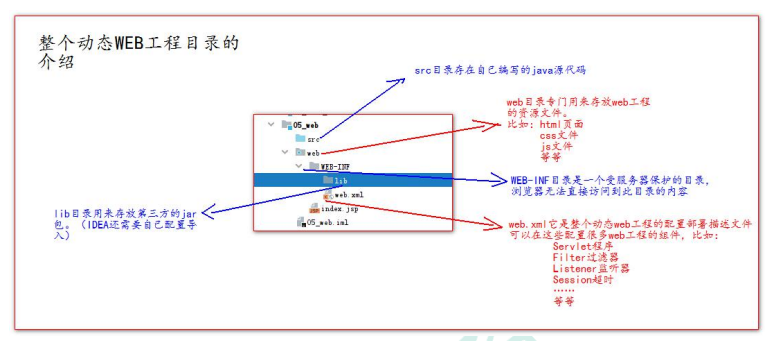 整个动态WEB工程目录的
介绍
src目录存在自己编写的java源代码
web目录专门用来存放web工程
的资源文件。
比如：html页面
css文件
js文件
等等
05_web
src
web
WEB-INF
lib
web.xml
index.jsp
05_web.iml
WEB-INF目录是一个受服务器保护的目录，
浏览器无法直接访问到此目录的内容
lib目录用来存放第三方的jar
包。（IDEA还需要自己配置导
入）
web.xml它是整个动态web工程的配置部署描述文件
可以在这些配置很多web工程的组件，比如：
Servlet程序
Filter过滤器
Listener监听器
Session超时
……
等等